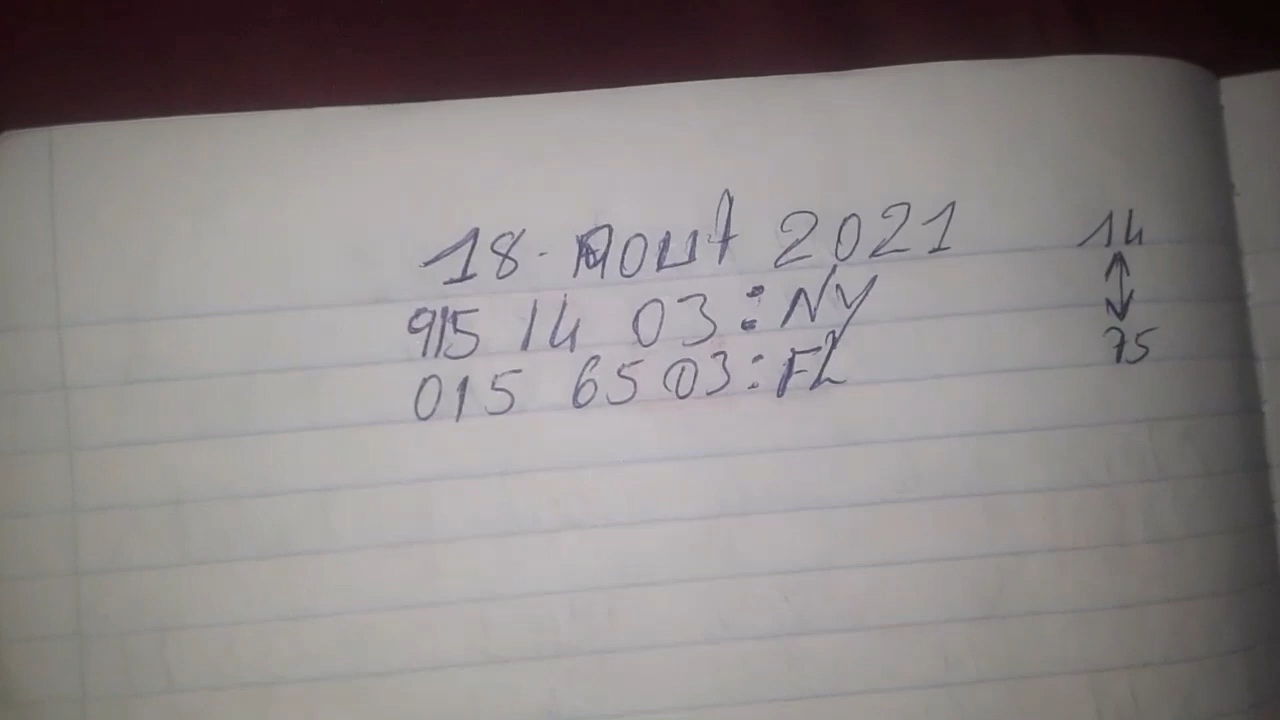 18. Aout 2021
915 14 03 : NY
015 65 03 : FL
14
↕
75